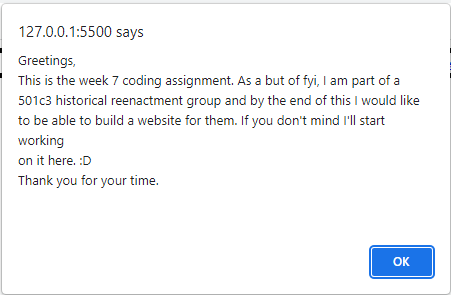 127.0.0.1:5500 says
Greetings,
This is the week 7 coding assignment. As a but of fyi, I am part of a
501c3 historical reenactment group and by the end of this I would like
to be able to build a website for them. If you don't mind I'll start
working
on it here. :D
Thank you for your time.
OK